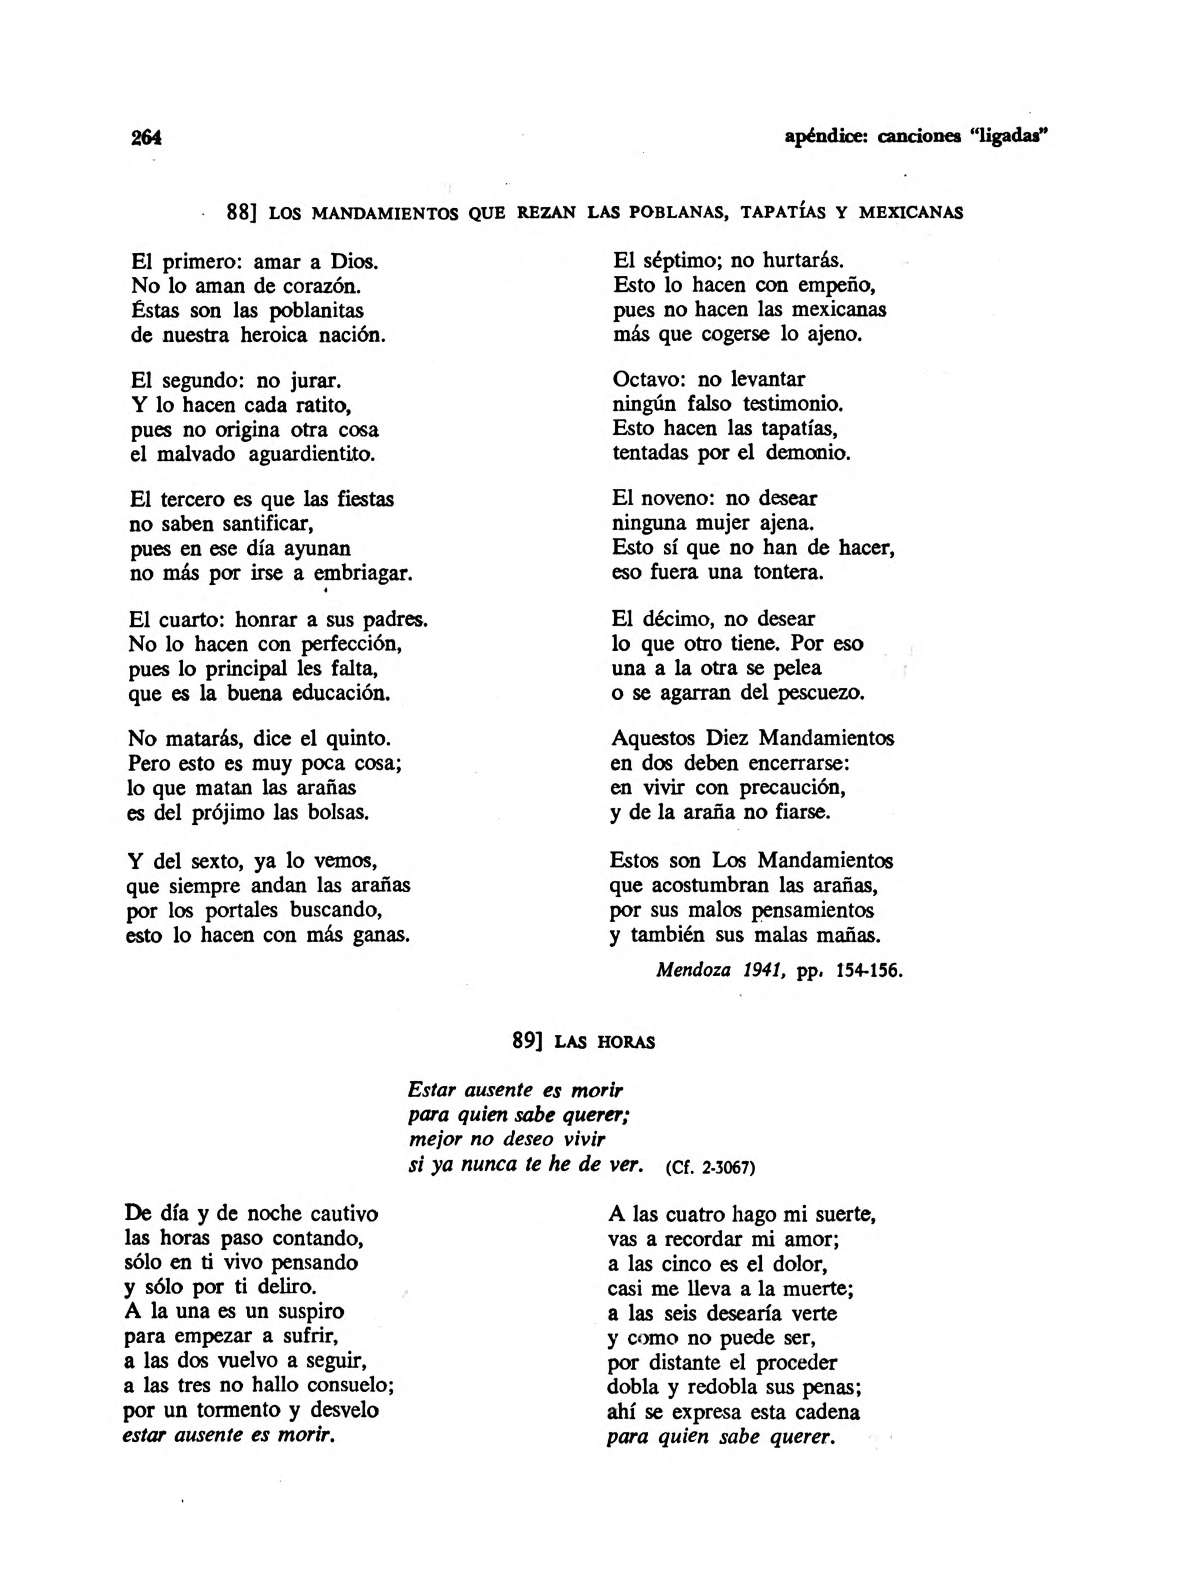 264
apéndice: canciones “ligadas”
88] LOS MANDAMIENTOS QUE REZAN LAS POBLANAS, TAPATÍAS Y MEXICANAS
El primero: amar a Dios.
No lo aman de corazón.
Éstas son las poblanitas
de nuestra heroica nación.
El segundo: no jurar.
Y lo hacen cada ratito,
pues no origina otra cosa
el malvado aguardientito.
El tercero es que las fiestas
no saben santificar,
pues en ese día ayunan
no más por irse a embriagar.
El cuarto: honrar a sus padres.
No lo hacen con perfección,
pues lo principal les falta,
que es la buena educación.
No matarás, dice el quinto.
Pero esto es muy poca cosa;
lo que matan las arañas
es del prójimo las bolsas.
Y del sexto, ya lo vemos,
que siempre andan las arañas
por los portales buscando,
esto lo hacen con más ganas.
El séptimo; no hurtarás.
Esto lo hacen con empeño,
pues no hacen las mexicanas
más que cogerse lo ajeno.
Octavo: no levantar
ningún falso testimonio.
Esto hacen las tapatías,
tentadas por el demonio.
El noveno: no desear
ninguna mujer ajena.
Esto sí que no han de hacer,
eso fuera una tontera.
El décimo, no desear
lo que otro tiene. Por eso
una a la otra se pelea
o se agarran del pescuezo.
Aquestos Diez Mandamientos
en dos deben encerrarse:
en vivir con precaución,
y de la araña no fiarse.
Estos son Los Mandamientos
que acostumbran las arañas,
por sus malos pensamientos
y también sus malas mañas.
Mendoza 1941, pp. 154-156.
89] LAS HORAS
Estar ausente es morir
para quien sabe querer;
mejor no deseo vivir
si ya nunca te he de ver. (Cf. 2-3067)
De día y de noche cautivo
las horas paso contando,
sólo en ti vivo pensando
y sólo por ti deliro.
A la una es un suspiro
para empezar a sufrir,
a las dos vuelvo a seguir,
a las tres no hallo consuelo;
por un tormento y desvelo
estar ausente es morir.
A las cuatro hago mi suerte,
vas a recordar mi amor;
a las cinco es el dolor,
casi me lleva a la muerte;
a las seis desearía verte
y como no puede ser,
por distante el proceder
dobla y redobla sus penas;
ahí se expresa esta cadena
para quien sabe querer.